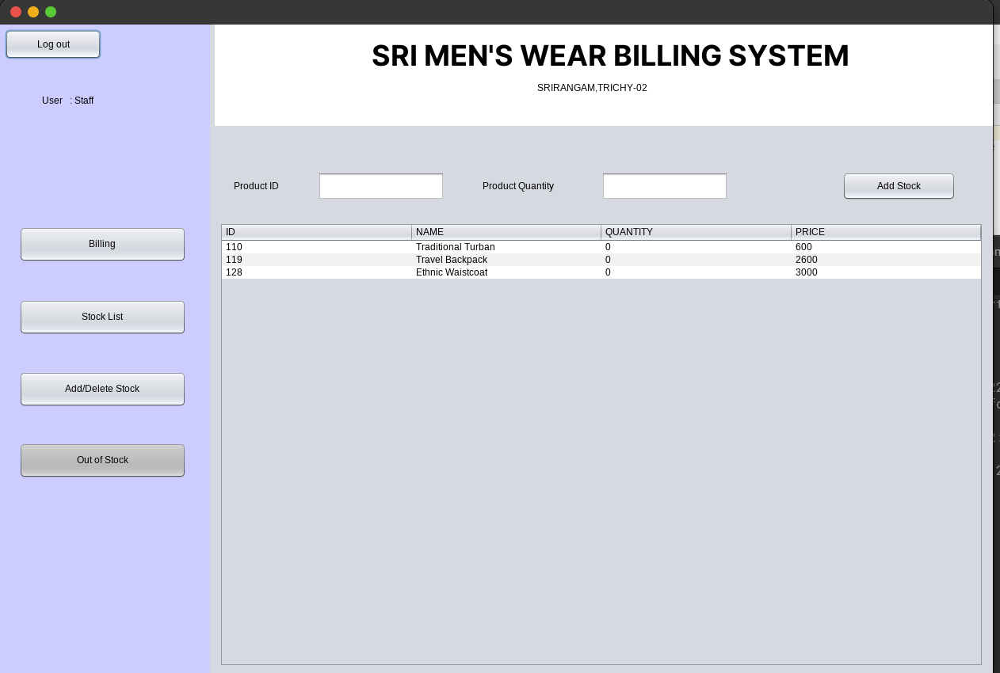 Log out
SRI MEN'S WEAR BILLING SYSTEM
SRIRANGAM,TRICHY-02
User : Staff
Product ID
Product Quantity
Add Stock
Billing
Stock List
Add/Delete Stock
Out of Stock
ID NAME QUANTITY PRICE
110 Traditional Turban 0 600
119 Travel Backpack 0 2600
128 Ethnic Waistcoat 0 3000